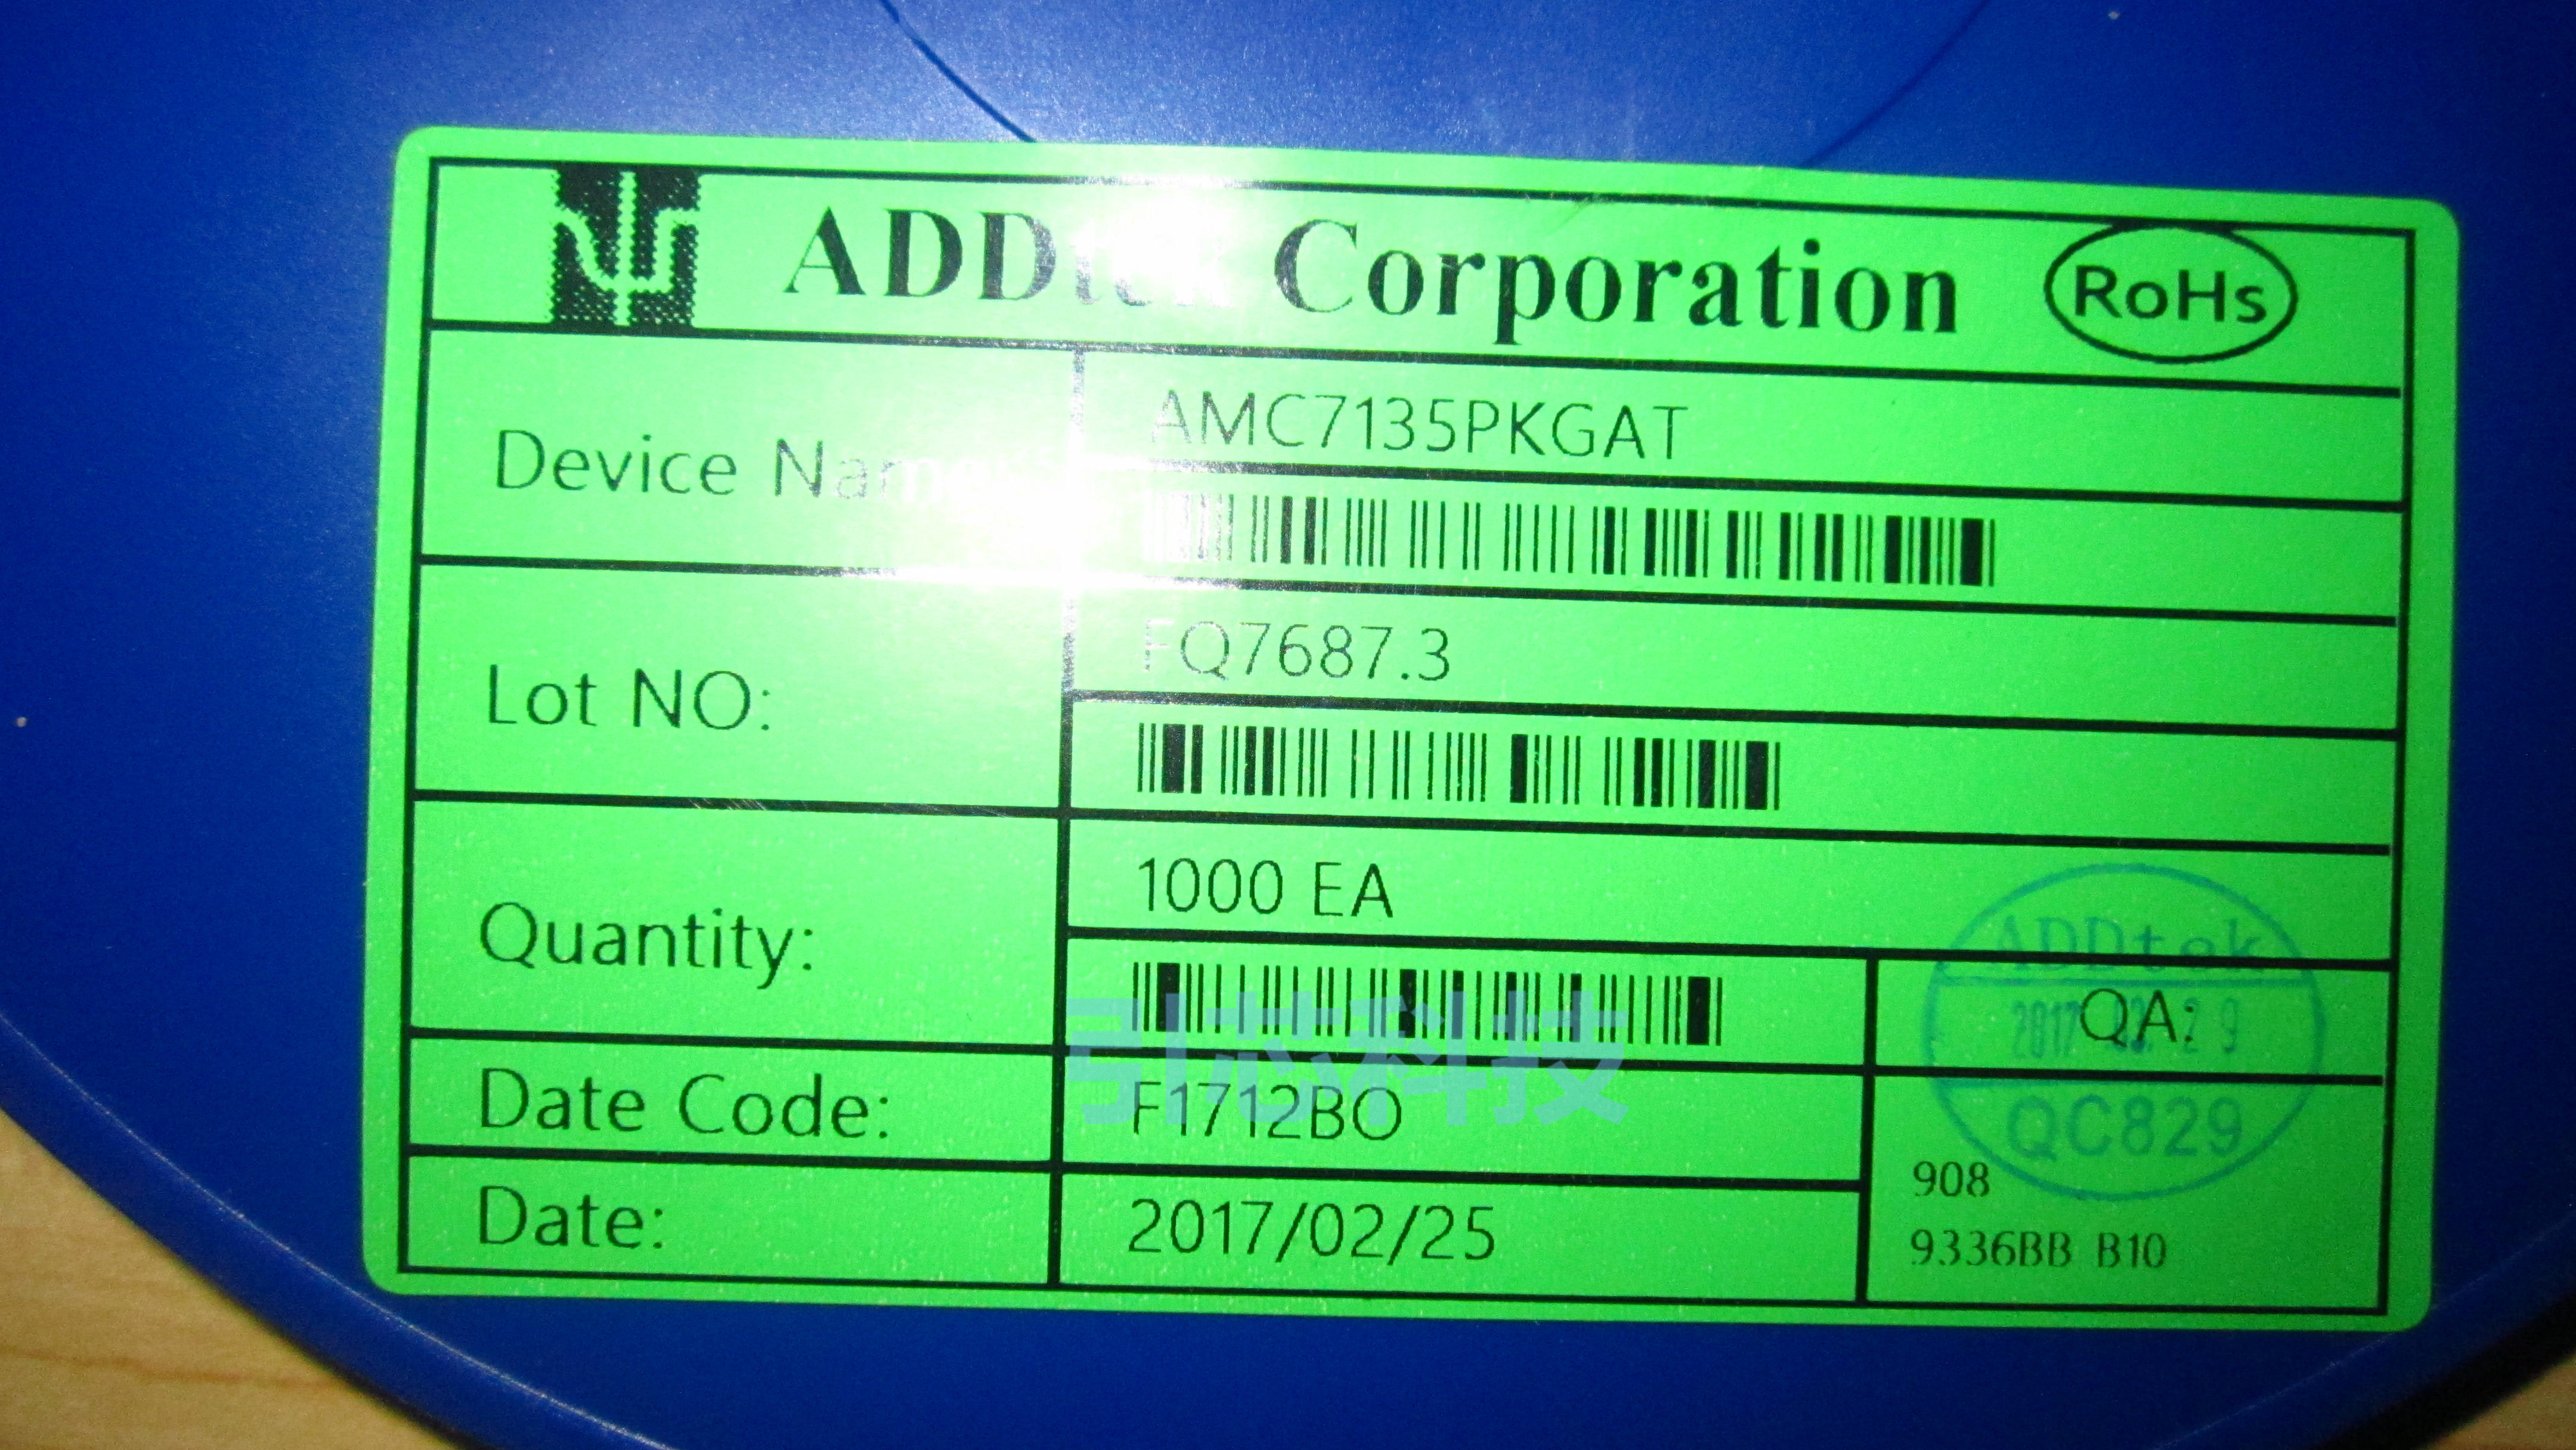 ADDtek Corporation RoHs
Device Name:
AMC7135PKGAT
Lot NO:
FQ7687.3
Quantity:
1000 EA
ADDtek
QA:
QC829
引芯科技
Date Code:
F1712BO
908
9336BB B10
Date:
2017/02/25